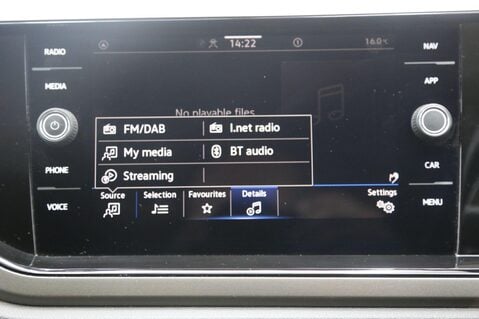 RADIO
14:22
16.0°C
NAV
MEDIA
APP
No playable files
FM/DAB
I.net radio
My media
BT audio
Streaming
PHONE
CAR
Source
Selection
Favourites
Details
Settings
VOICE
MENU